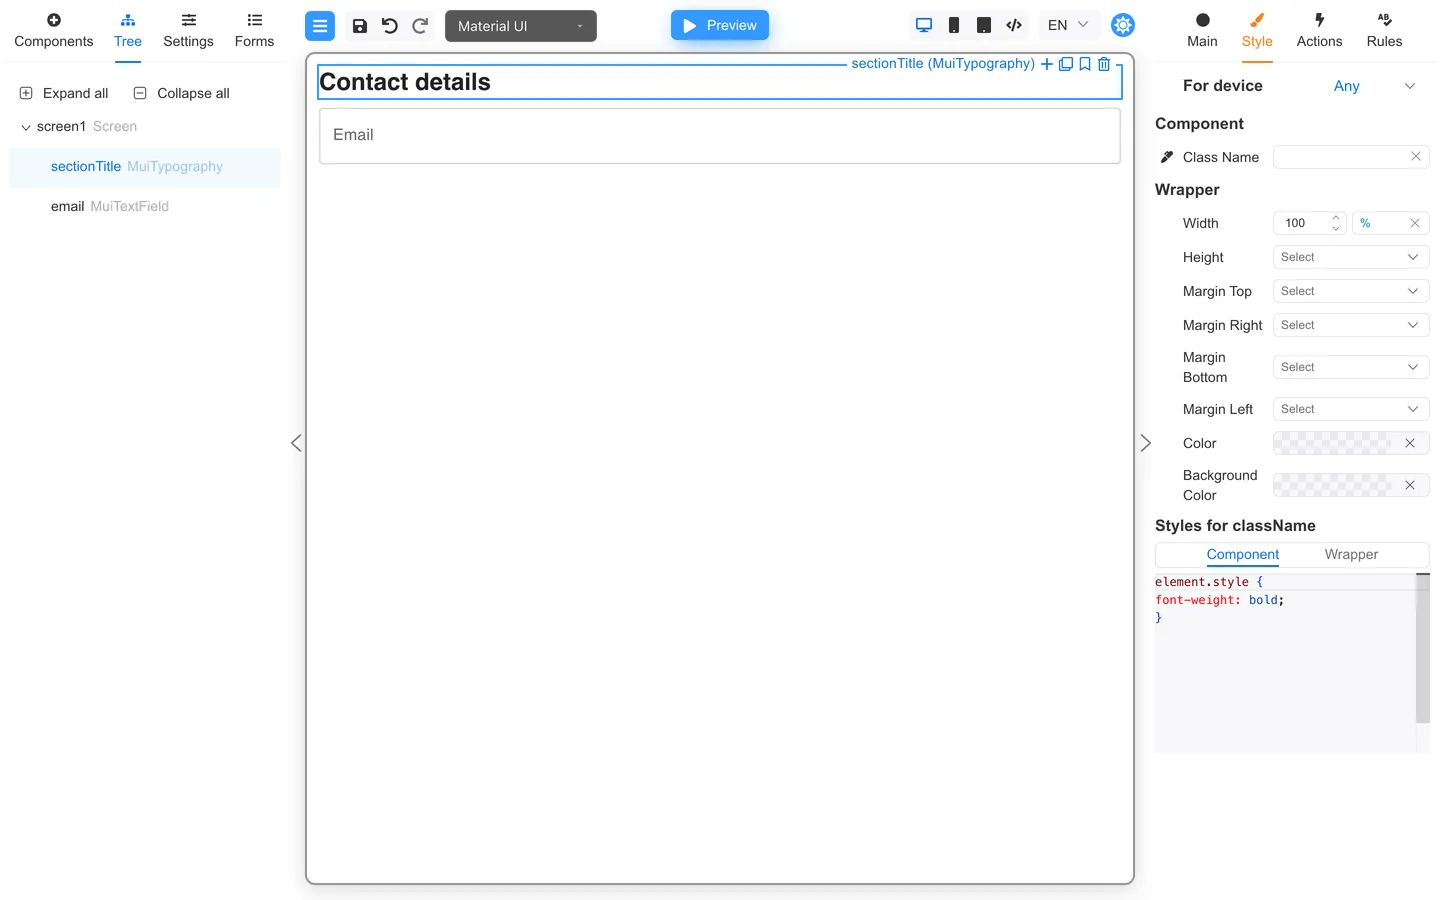 Components
Tree
Settings
Forms
Material UI
Preview
EN
Main
Style
Actions
Rules
Expand all
Collapse all
screen1 Screen
sectionTitle MuiTypography
email MuiTextField
sectionTitle (MuiTypography)
Contact details
Email
For device
Any
Component
Class Name
Wrapper
Width
100
%
Height
Select
Margin Top
Select
Margin Right
Select
Margin
Bottom
Select
Margin Left
Select
Color
Background
Color
Styles for className
Component
Wrapper
element.style {
font-weight: bold;
}